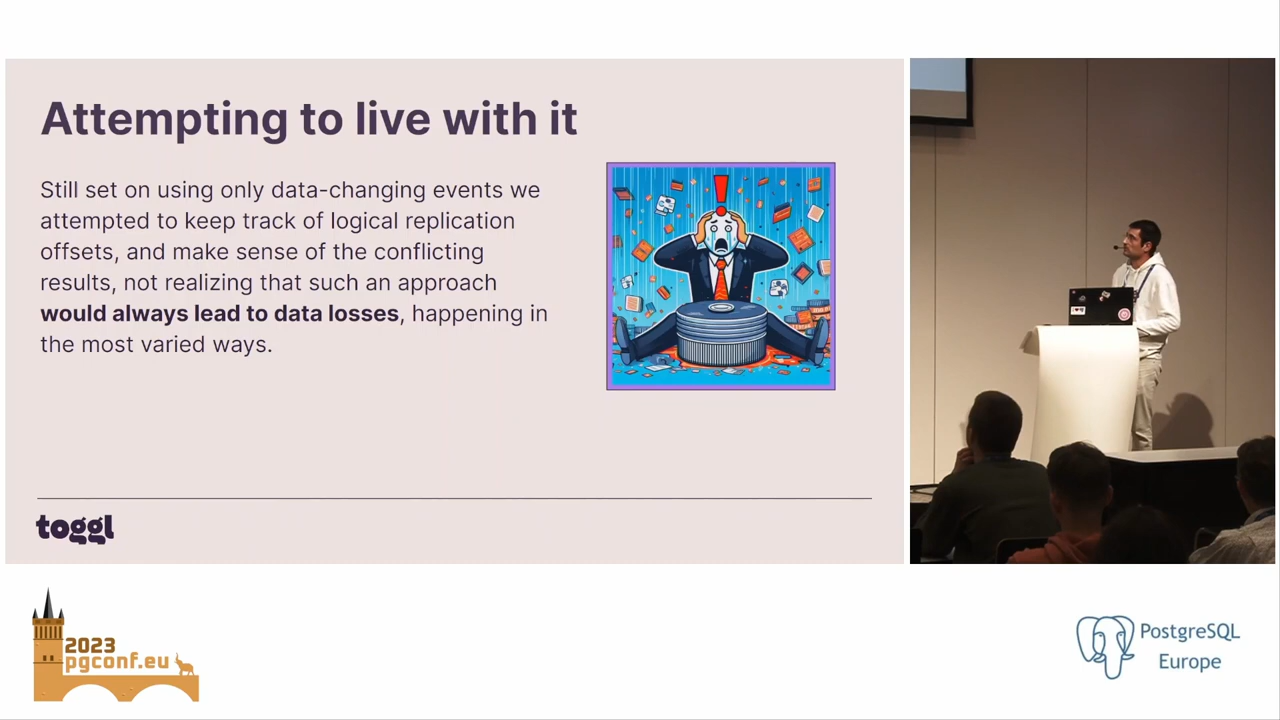 Attempting to live with it
Still set on using only data-changing events we
attempted to keep track of logical replication
offsets, and make sense of the conflicting
results, not realizing that such an approach
would always lead to data losses, happening in
the most varied ways.
toggl
2023
pgconf.eu
PostgreSQL
Europe